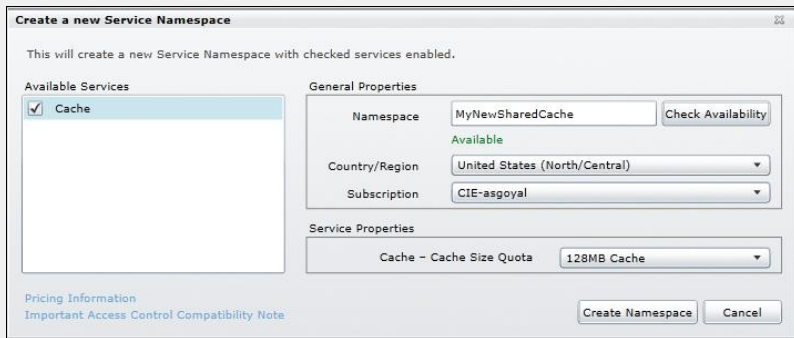 Create a new Service Namespace
This will create a new Service Namespace with checked services enabled.
Available Services
Cache
General Properties
Namespace MyNewSharedCache Check Availability
Available
Country/Region United States (North/Central)
Subscription CIE-asgoyal
Service Properties
Cache – Cache Size Quota 128MB Cache
Pricing Information
Important Access Control Compatibility Note
Create Namespace Cancel